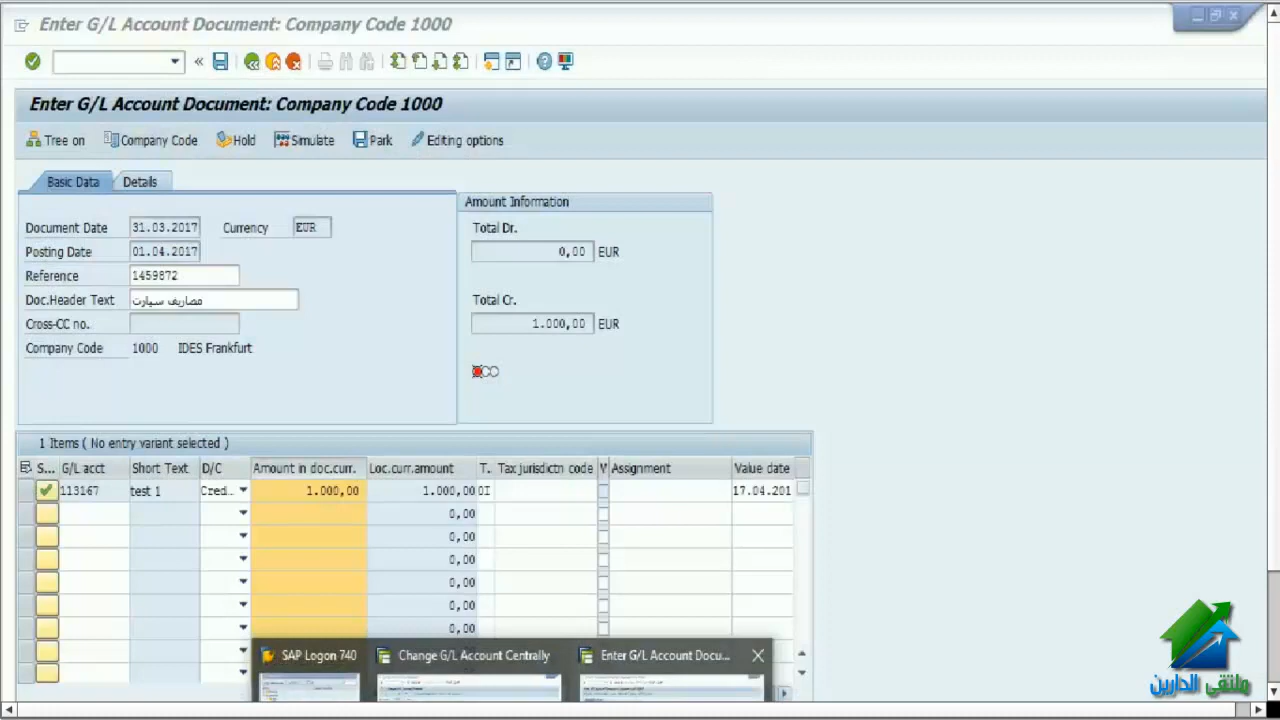 Enter G/L Account Document: Company Code 1000
Enter G/L Account Document: Company Code 1000
Tree on Company Code Hold Simulate Park Editing options
Basic Data Details
Amount Information
Document Date 31.03.2017 Currency EUR
Total Dr.
Posting Date 01.04.2017
0,00 EUR
Reference 1459872
Doc.Header Text مصاريف سيارت
Total Cr.
Cross-CC no.
1.000,00 EUR
Company Code 1000 IDES Frankfurt
1 Items ( No entry variant selected )
S... G/L acct Short Text D/C Amount in doc.curr. Loc.curr.amount T.. Tax jurisdictn code V Assignment Value date
113167 test 1 Cred.. 1.000,00 1.000,00 0I 17.04.201
0,00
0,00
0,00
0,00
0,00
0,00
SAP Logon 740 Change G/L Account Centrally Enter G/L Account Docu...
ملتقى الدارين